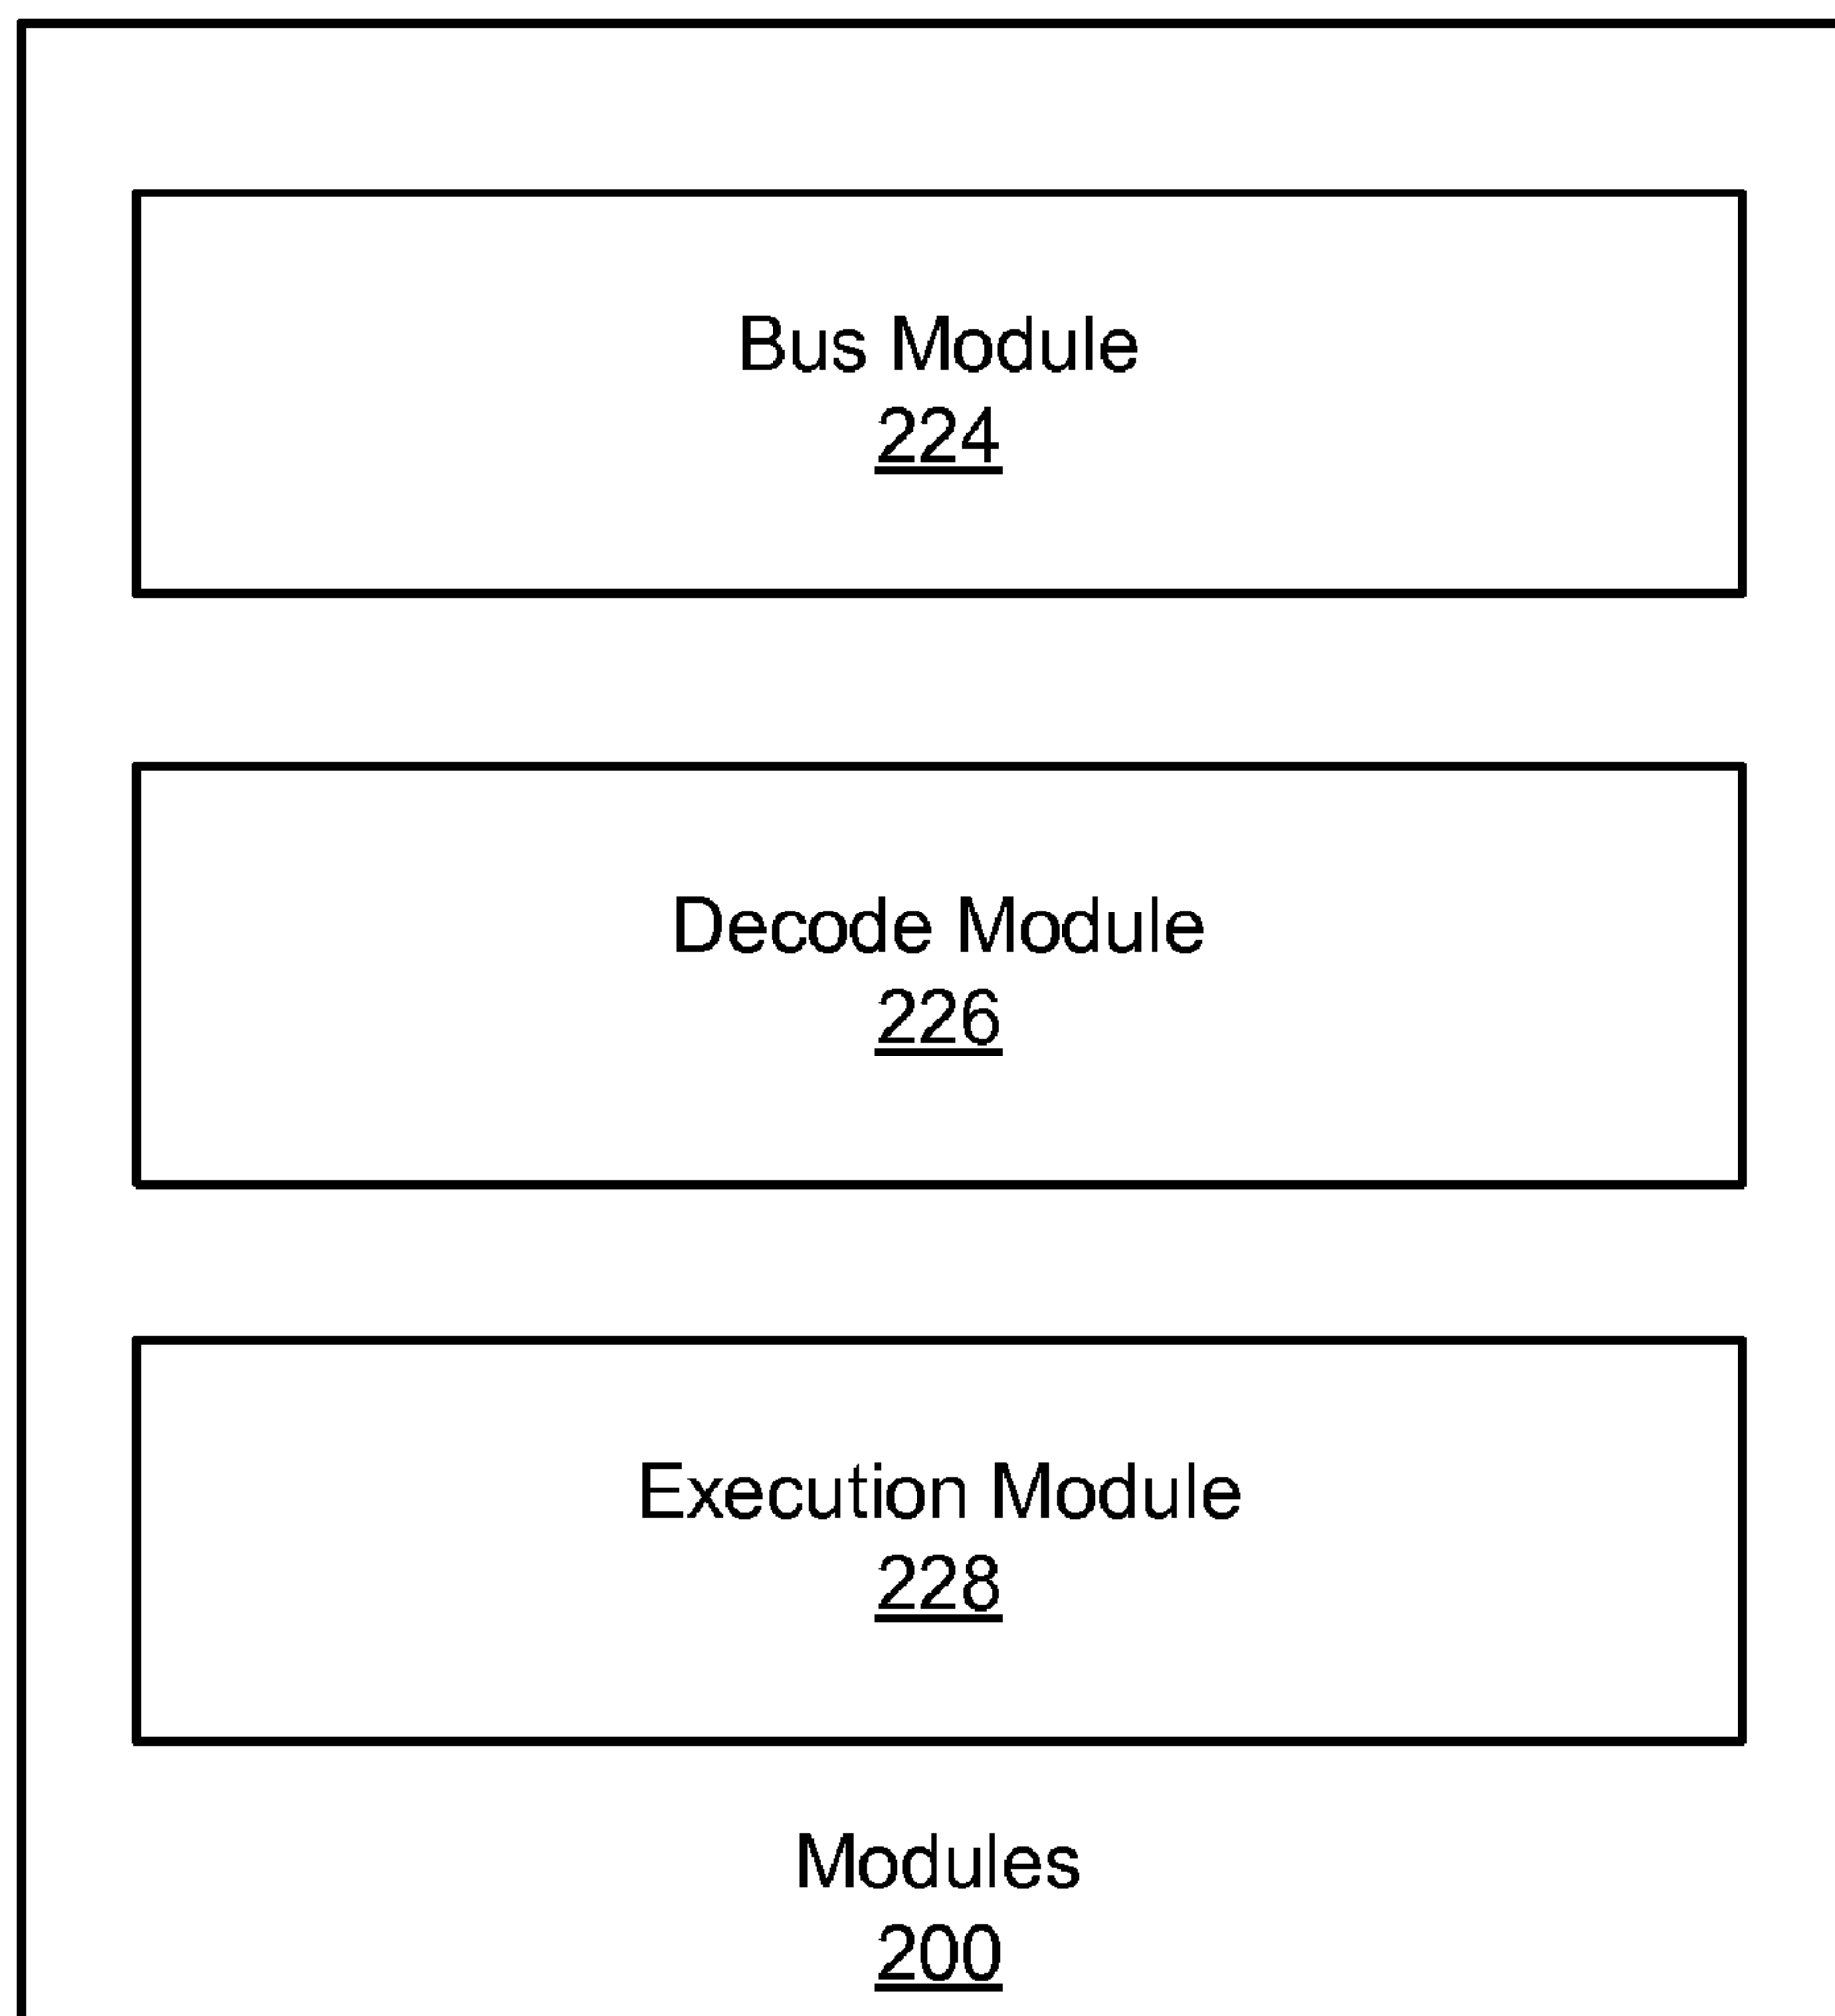 Bus Module
224
Decode Module
226
Execution Module
228
Modules
200